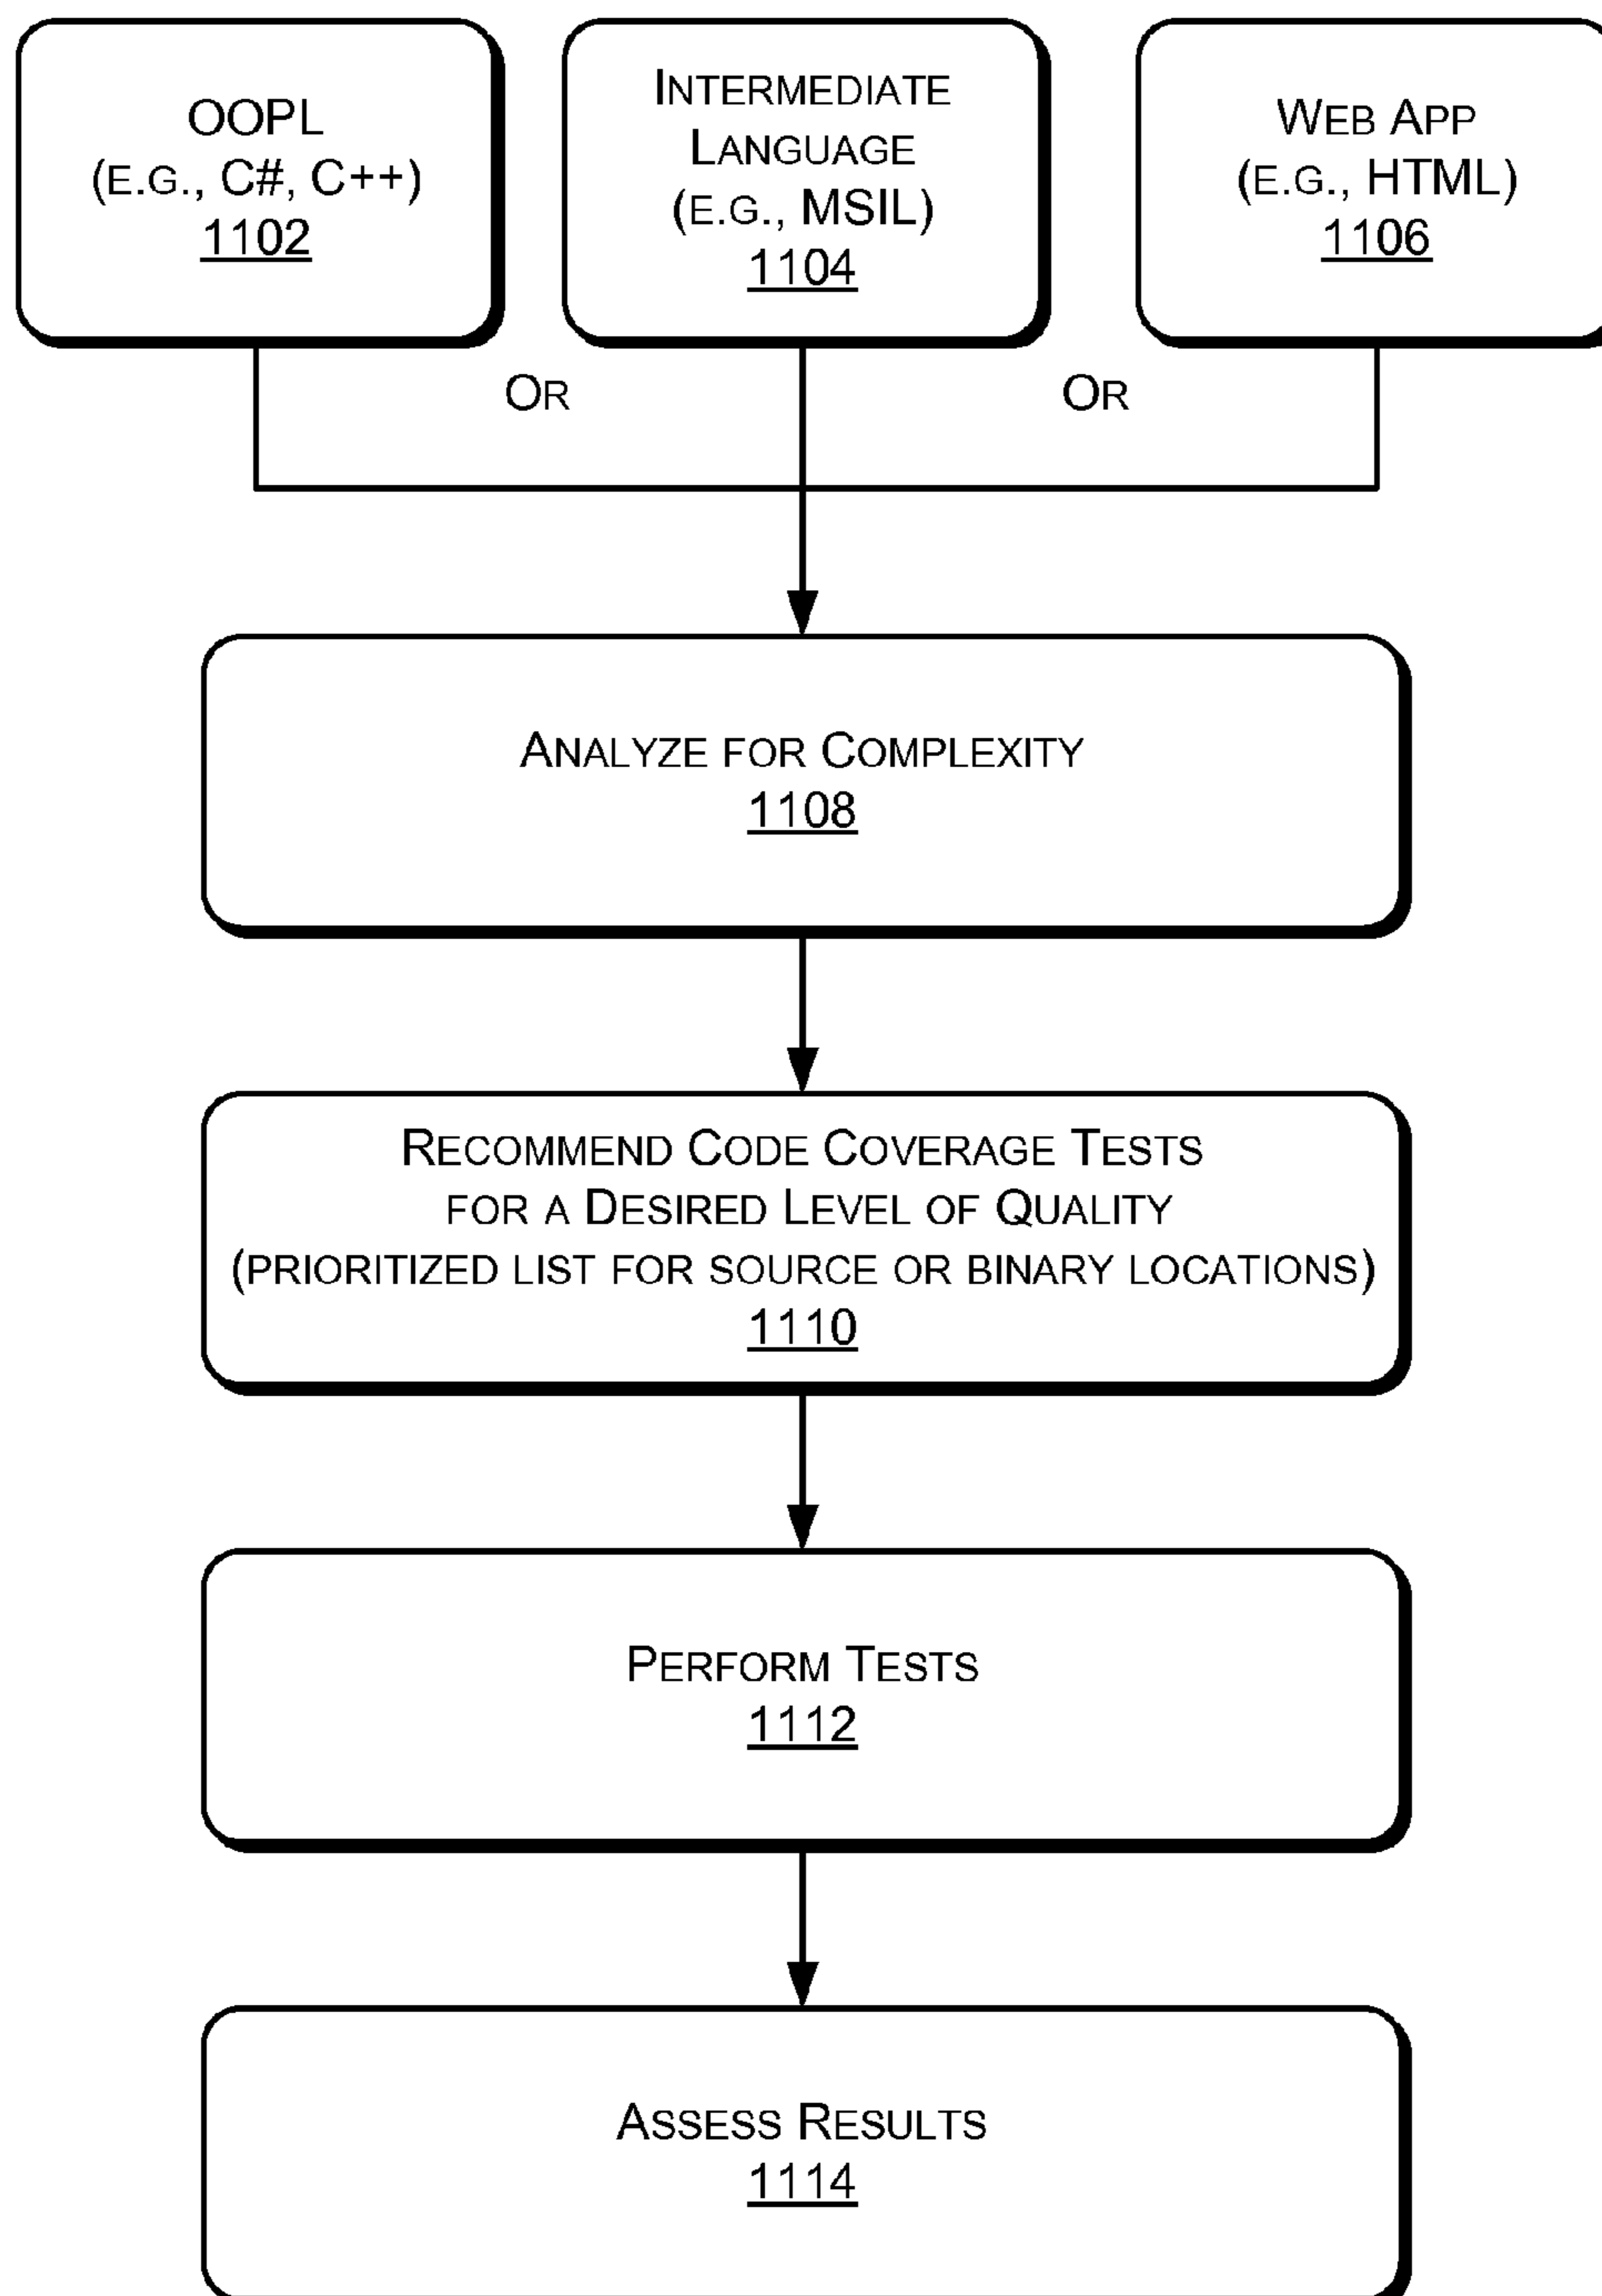 OOPL
(E.G., C#, C++)
1102
INTERMEDIATE
LANGUAGE
(E.G., MSIL)
1104
WEB APP
(E.G., HTML)
1106
OR
OR
ANALYZE FOR COMPLEXITY
1108
RECOMMEND CODE COVERAGE TESTS
FOR A DESIRED LEVEL OF QUALITY
(PRIORITIZED LIST FOR SOURCE OR BINARY LOCATIONS)
1110
PERFORM TESTS
1112
ASSESS RESULTS
1114